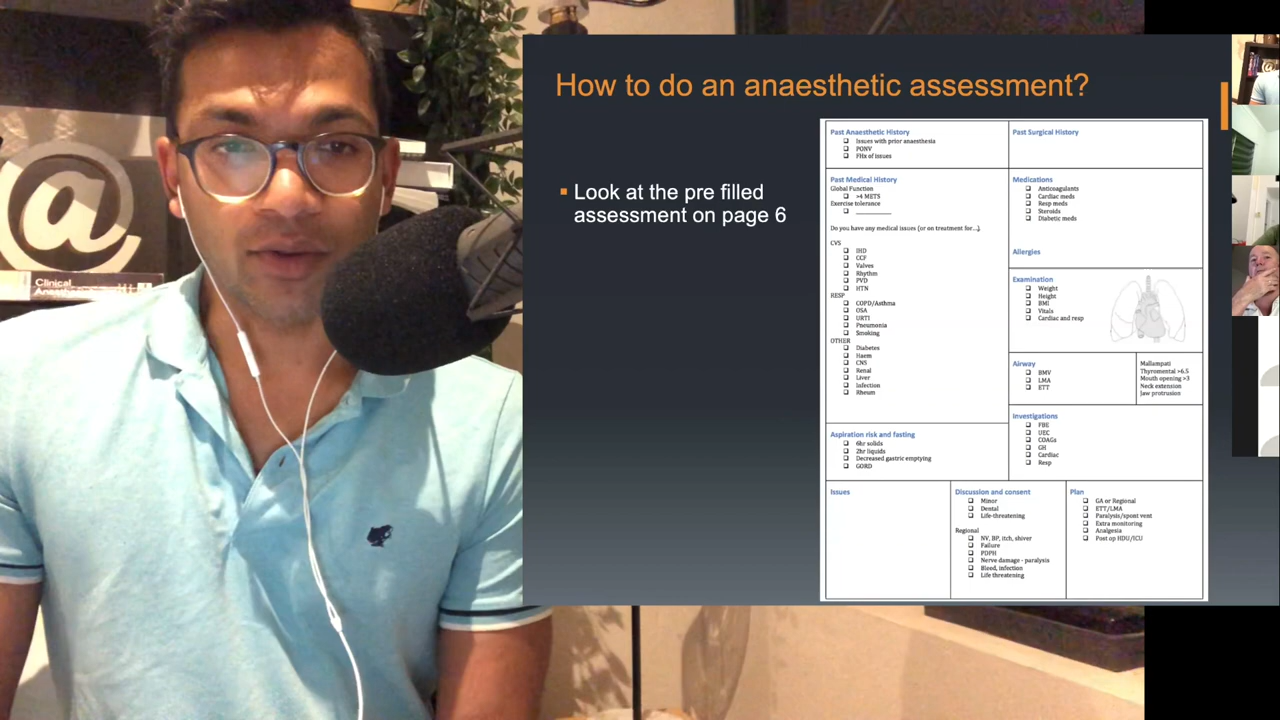 @
Clinical
How to do an anaesthetic assessment?
Look at the pre filled
assessment on page 6
Past Anaesthetic History
Issues with prior anaesthesia
PONV
FHx of issues
Past Surgical History
Past Medical History
Global Function
>4 METS
Exercise tolerance
Do you have any medical issues (or on treatment for...).
CVS
IHD
CCF
Valves
Rhythm
PVD
HTN
RESP
COPD/Asthma
OSA
URTI
Pneumonia
Smoking
OTHER
Diabetes
Haem
CNS
Renal
Liver
Infection
Rheum
Medications
Anticoagulants
Cardiac meds
Resp meds
Steroids
Diabetic meds
Allergies
Examination
Weight
Height
BMI
Vitals
Cardiac and resp
Airway
BMV
LMA
ETT
Mallampati
Thyromental >6.5
Mouth opening >3
Neck extension
Jaw protrusion
Investigations
FBE
UEC
COAGs
GH
Cardiac
Resp
Aspiration risk and fasting
6hr solids
2hr liquids
Decreased gastric emptying
GORD
Issues
Discussion and consent
Minor
Dental
Life-threatening
Regional
NV, BP, itch, shiver
Failure
PDPH
Nerve damage - paralysis
Bleed, infection
Life threatening
Plan
GA or Regional
ETT/LMA
Paralysis/spont vent
Extra monitoring
Analgesia
Post op HDU/ICU